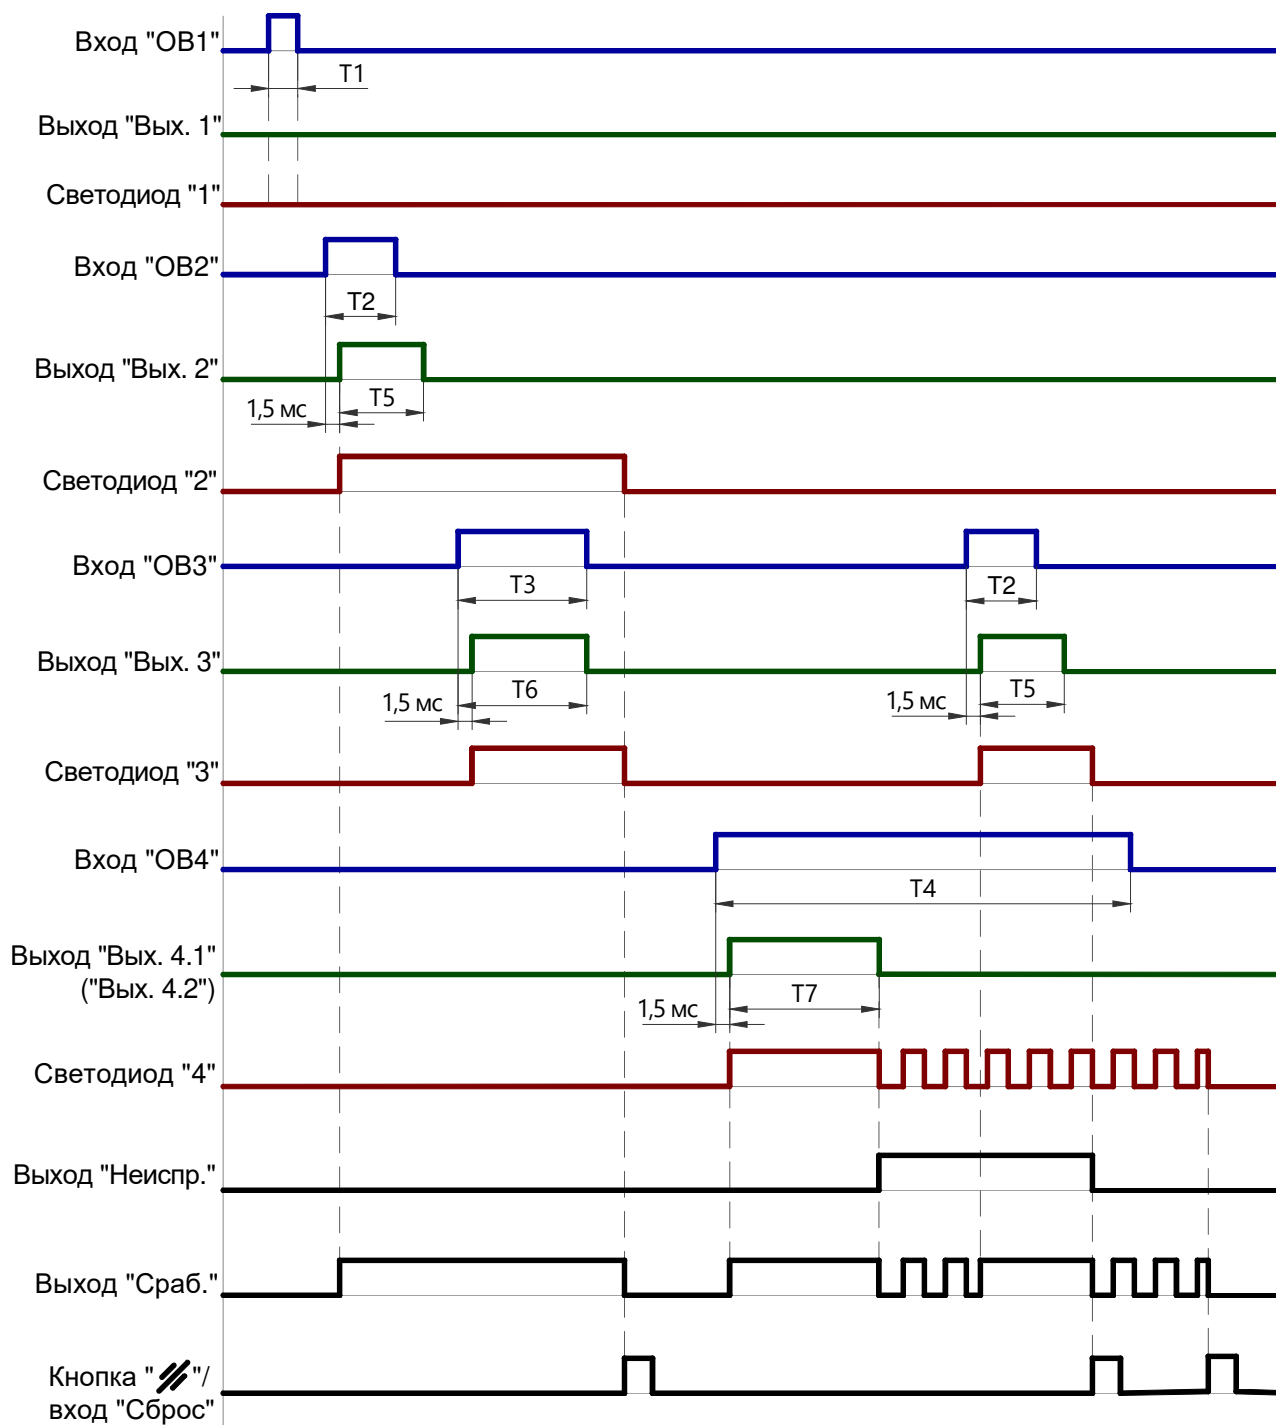 Вход "ОВ1"
T1
Выход "Вых. 1"
Светодиод "1"
Вход "ОВ2"
T2
Выход "Вых. 2"
T5
1,5 мс
Светодиод "2"
Вход "ОВ3"
T3
T2
Выход "Вых. 3"
T6
T5
1,5 мс
1,5 мс
Светодиод "3"
Вход "ОВ4"
T4
Выход "Вых. 4.1"
("Вых. 4.2")
T7
1,5 мс
Светодиод "4"
Выход "Неиспр."
Выход "Сраб."
Кнопка " "/
вход "Сброс"